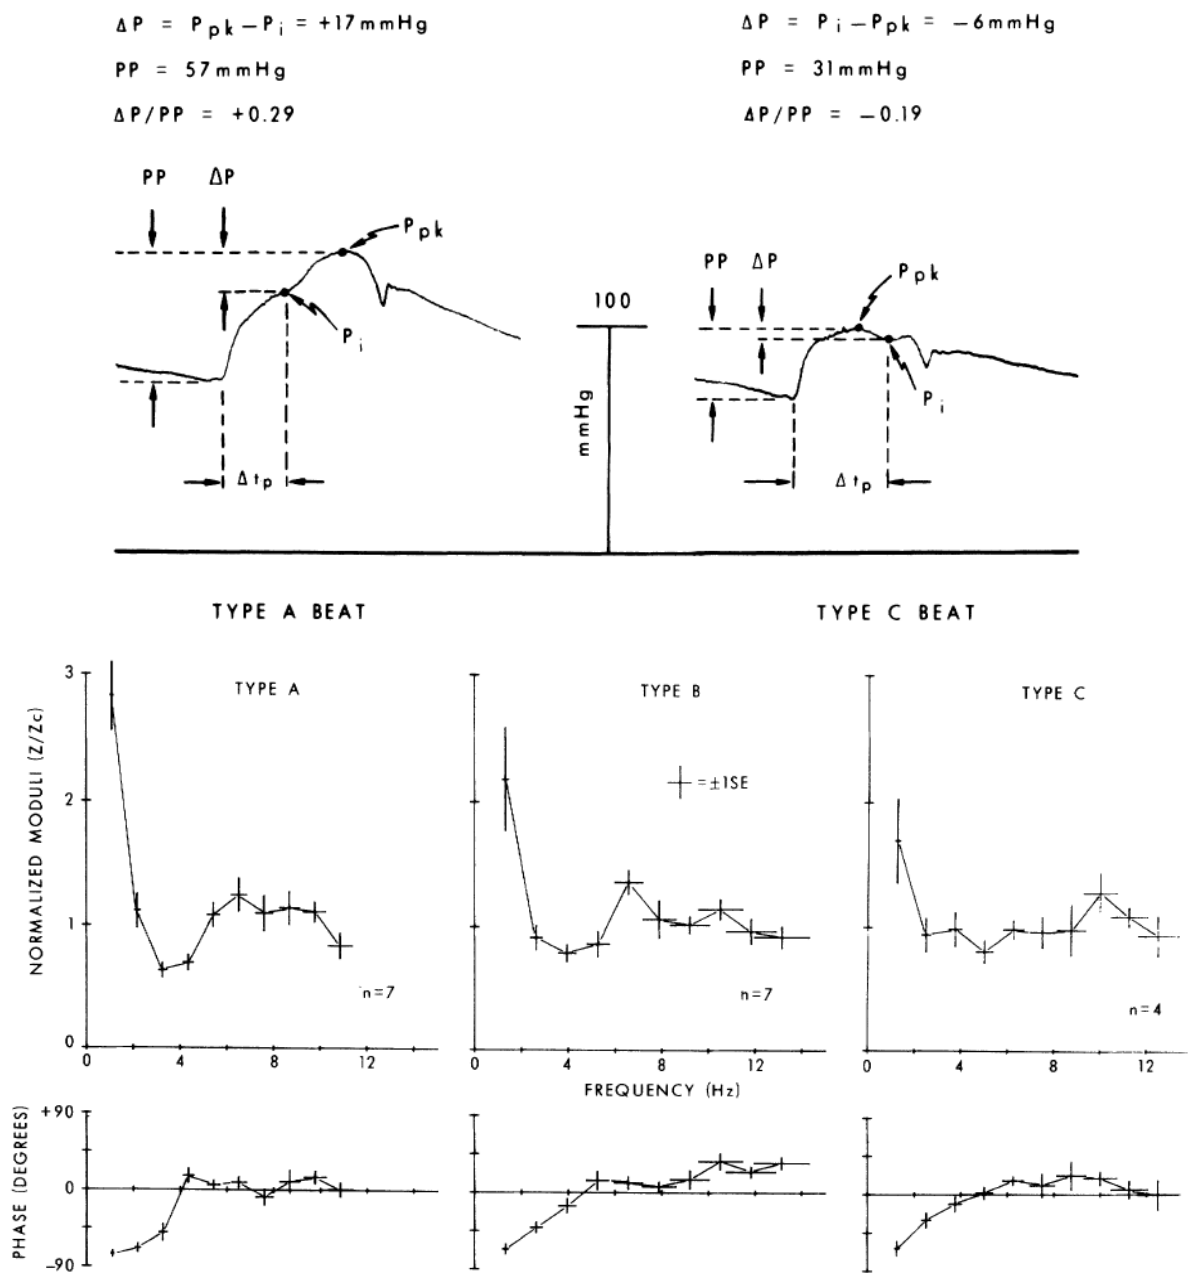 ΔP = Ppk – Pi = +17 mmHg
PP = 57 mmHg
ΔP/PP = +0.29
ΔP = Pi – Ppk = –6 mmHg
PP = 31 mmHg
ΔP/PP = –0.19
PP ΔP
Ppk
Pi
Δtp
100
mmHg
PP ΔP
Ppk
Pi
Δtp
TYPE A BEAT
TYPE C BEAT
NORMALIZED MODULI (Z/Zc)
3
2
1
0
TYPE A
n=7
0 4 8 12
TYPE B
=±1SE
n=7
0 4 8 12
TYPE C
n=4
0 4 8 12
FREQUENCY (Hz)
PHASE (DEGREES)
+90
0
–90